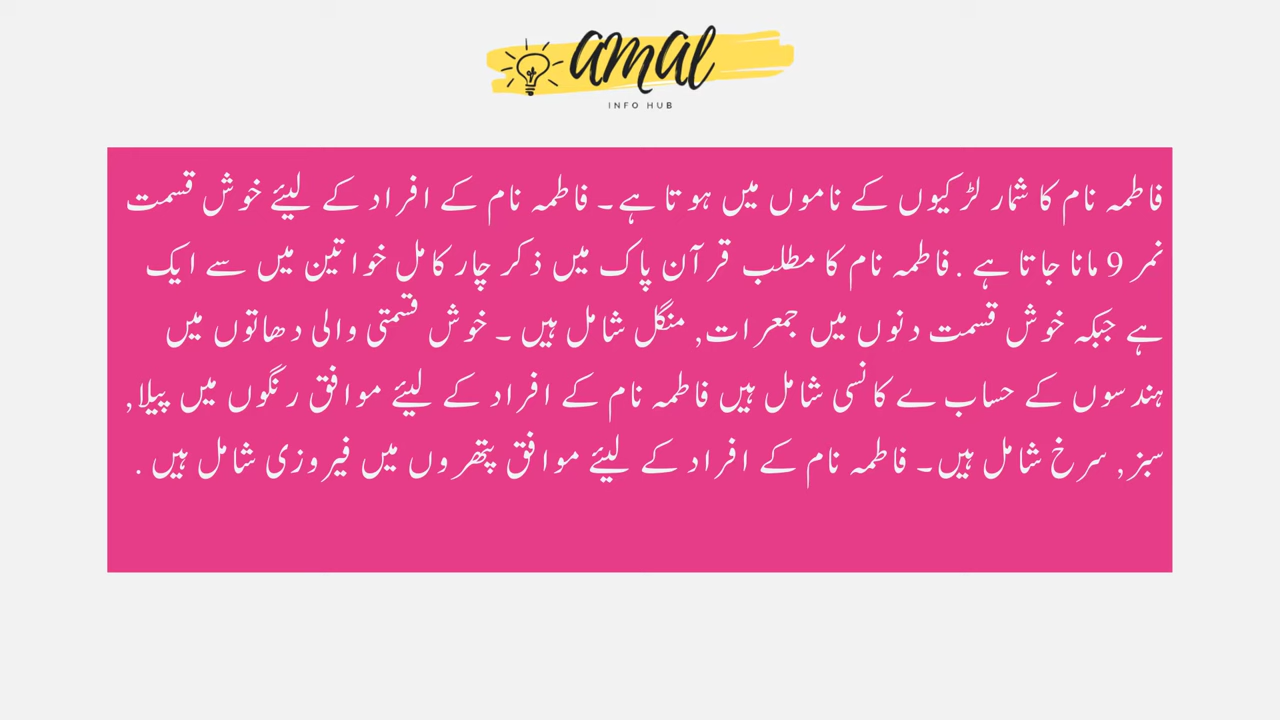 amal
INFO HUB
فاطمہ نام کا شمار لڑکیوں کے ناموں میں ہوتا ہے۔ فاطمہ نام کے افراد کے لیئے خوش قسمت
نمر 9 مانا جاتا ہے .فاطمہ نام کا مطلب قرآن پاک میں ذکر چار کامل خواتین میں سے ایک
ہے جبکہ خوش قسمت دنوں میں جمعرات, منگل شامل ہیں۔ خوش قسمتی والی دھاتوں میں
ہندسوں کے حساب ے کانسی شامل ہیں فاطمہ نام کے افراد کے لیئے موافق رنگوں میں پیلا,
سبز, سرخ شامل ہیں۔ فاطمہ نام کے افراد کے لیئے موافق پتھروں میں فیروزی شامل ہیں .